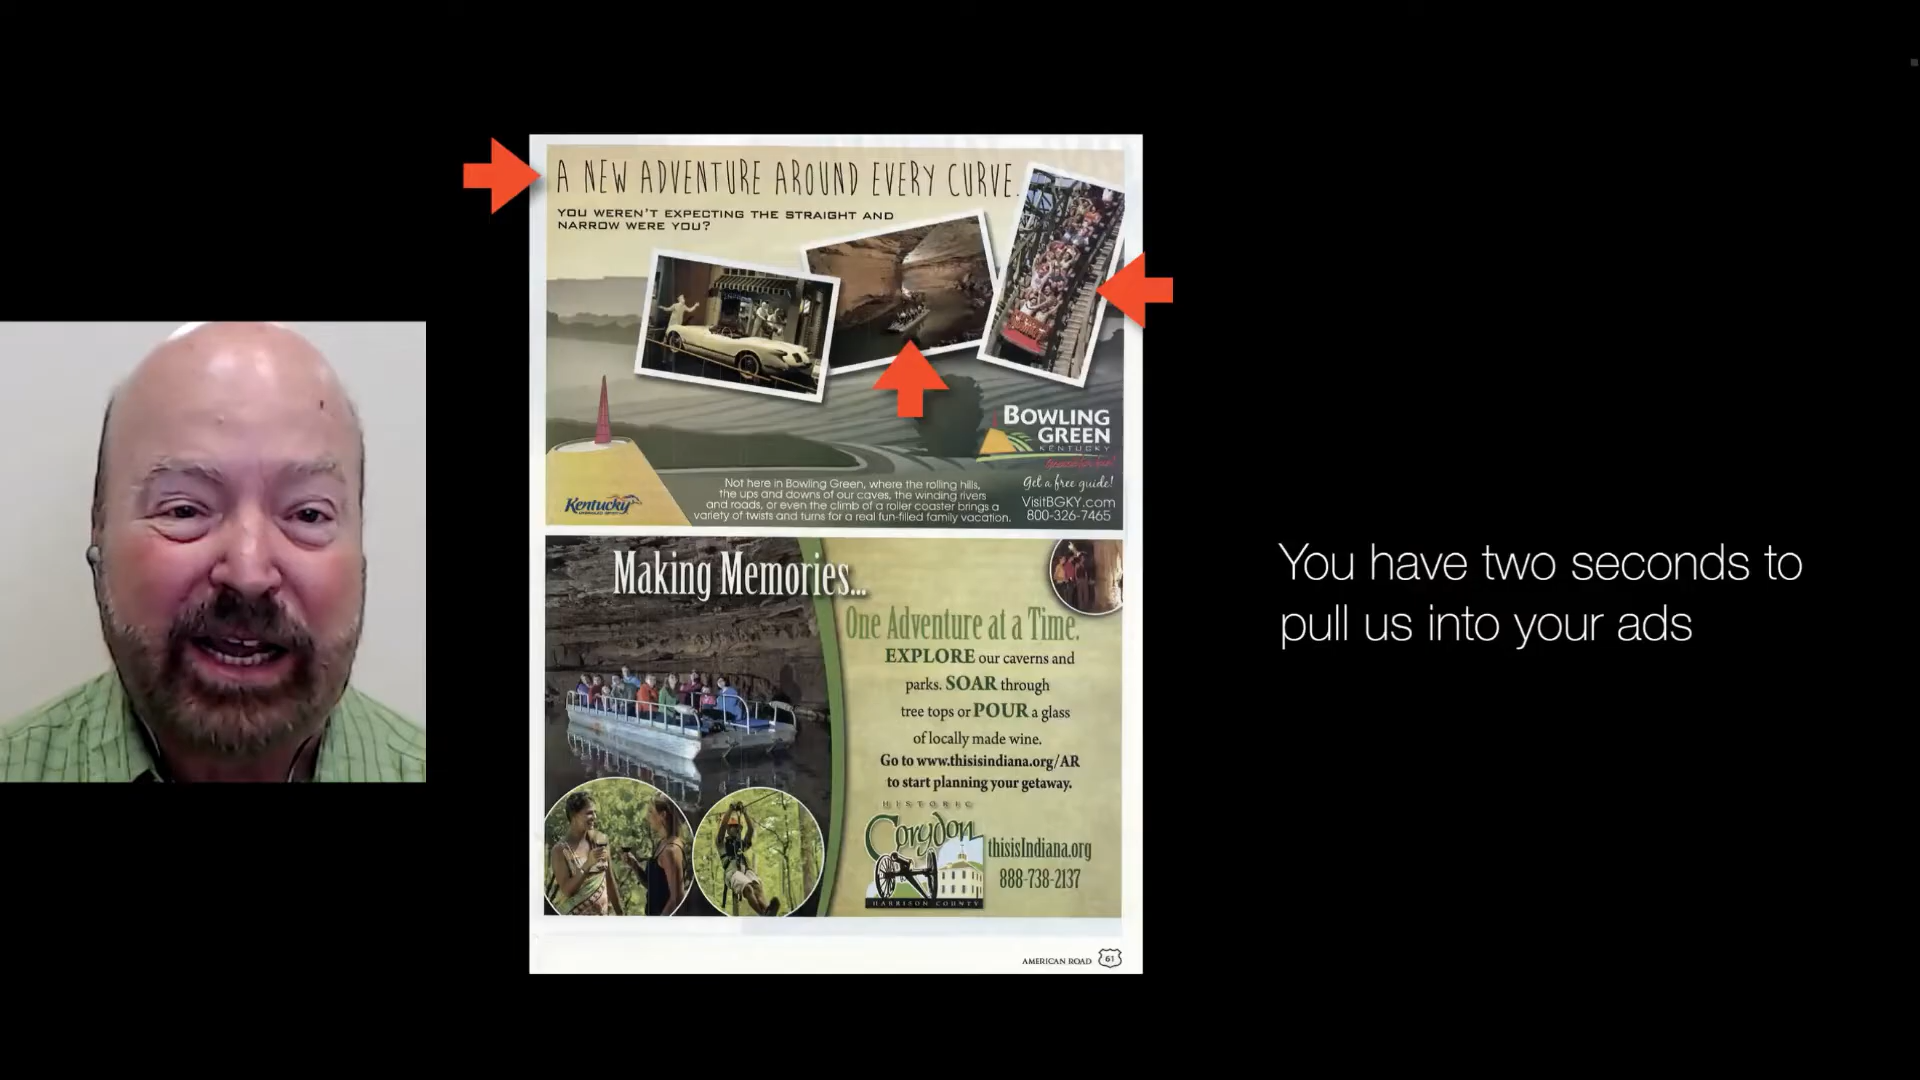 A NEW ADVENTURE AROUND EVERY CURVE.
YOU WEREN'T EXPECTING THE STRAIGHT AND
NARROW WERE YOU?
BOWLING
GREEN
KENTUCKY
Get a free guide!
VisitBGKY.com
800-326-7465
Kentucky
Not here in Bowling Green, where the rolling hills,
the ups and downs of our caves, the winding rivers
and roads, or even the climb of a roller coaster brings a
variety of twists and turns for a real fun-filled family vacation.
Making Memories...
One Adventure at a Time.
EXPLORE our caverns and
parks. SOAR through
tree tops or POUR a glass
of locally made wine.
Go to www.thisisindiana.org/AR
to start planning your getaway.
HISTORIC
Corydon
HARRISON COUNTY
thisisIndiana.org
888-738-2137
AMERICAN ROAD 61
You have two seconds to
pull us into your ads